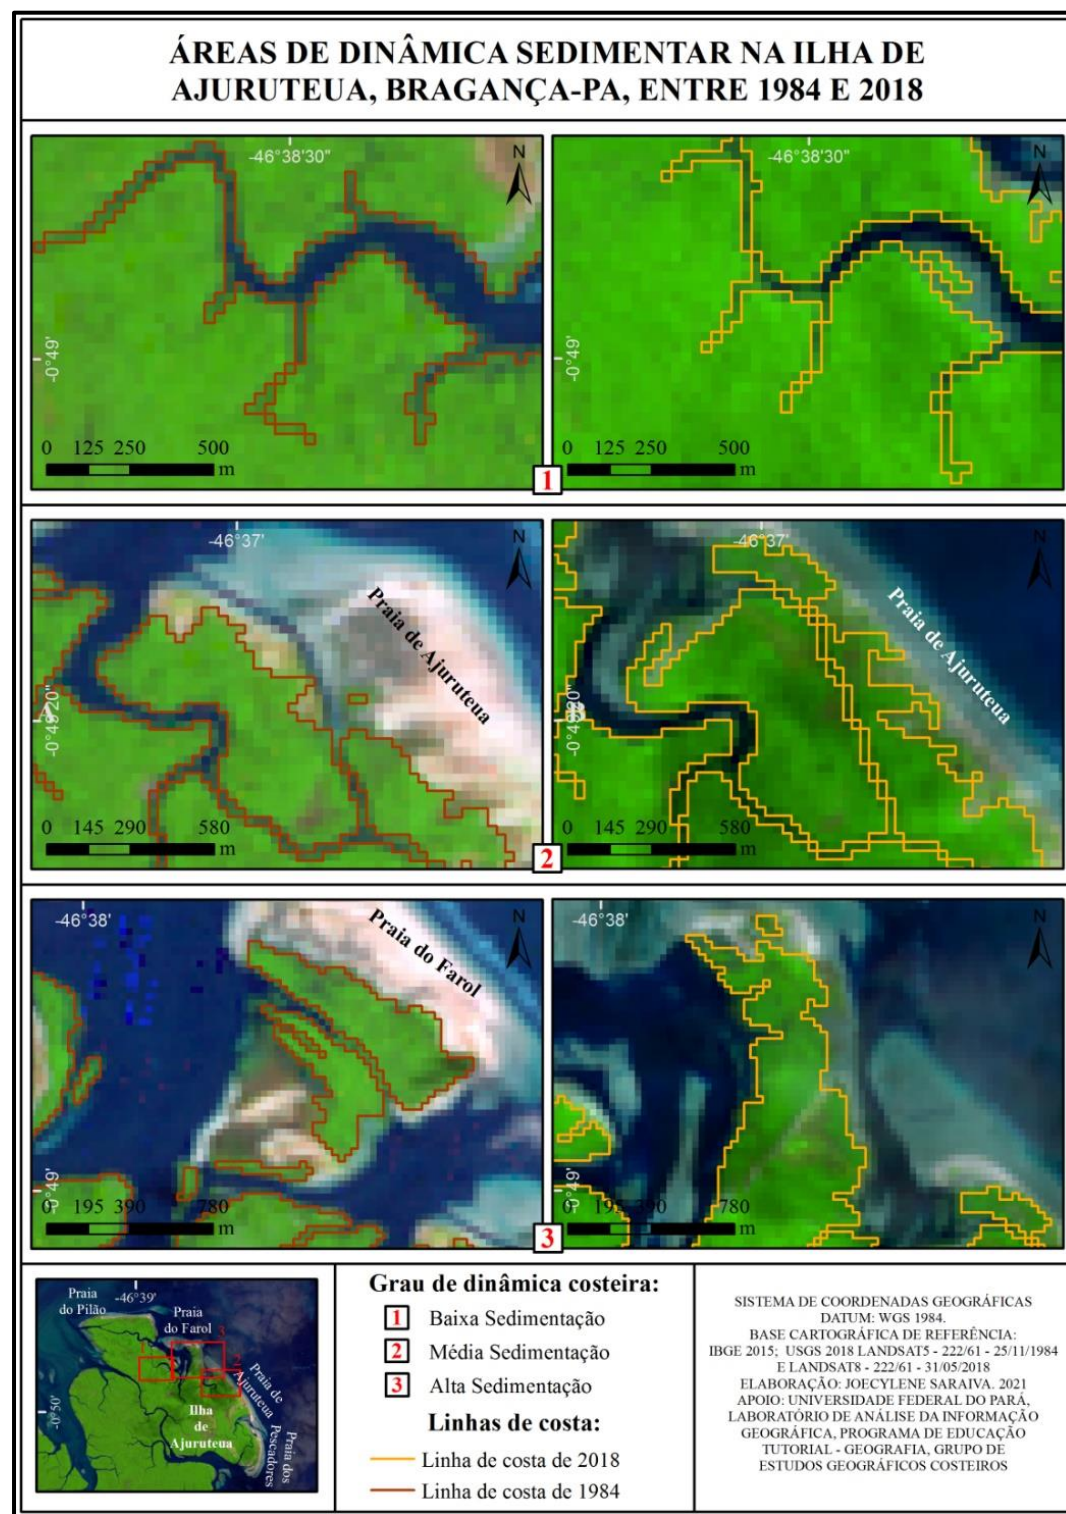 ÁREAS DE DINÂMICA SEDIMENTAR NA ILHA DE
AJURUTEUA, BRAGANÇA-PA, ENTRE 1984 E 2018
-46°38'30"
N
-0°49'
0 125 250 500
m
-46°38'30"
N
-0°49'
0 125 250 500
m
1
-46°37'
N
Praia de Ajuruteua
0 145 290 580
m
-46°37'
N
Praia de Ajuruteua
0 145 290 580
m
2
-46°38'
N
Praia do Farol
-0°49'
0 195 390 780
m
-46°38'
N
-0°49'
0 195 390 780
m
3
-46°39'
Praia
do Pilão
Praia
do Farol
3
1
2
Praia de
Ajuruteua
Ilha
de
Ajuruteua
Praia dos
Pescadores
-0°50'
Grau de dinâmica costeira:
1 Baixa Sedimentação
2 Média Sedimentação
3 Alta Sedimentação
Linhas de costa:
Linha de costa de 2018
Linha de costa de 1984
SISTEMA DE COORDENADAS GEOGRÁFICAS
DATUM: WGS 1984.
BASE CARTOGRÁFICA DE REFERÊNCIA:
IBGE 2015; USGS 2018 LANDSAT5 - 222/61 - 25/11/1984
E LANDSAT8 - 222/61 - 31/05/2018
ELABORAÇÃO: JOECYLENE SARAIVA. 2021
APOIO: UNIVERSIDADE FEDERAL DO PARÁ,
LABORATÓRIO DE ANÁLISE DA INFORMAÇÃO
GEOGRÁFICA, PROGRAMA DE EDUCAÇÃO
TUTORIAL - GEOGRAFIA, GRUPO DE
ESTUDOS GEOGRÁFICOS COSTEIROS